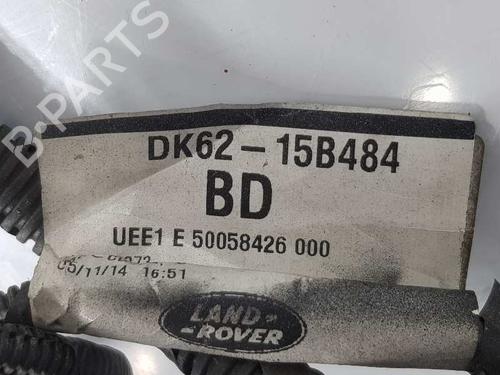 B-PARTS
DK62-15B484
BD
UEE1 E 50058426 000
05/11/14 16:51
LAND-
-ROVER